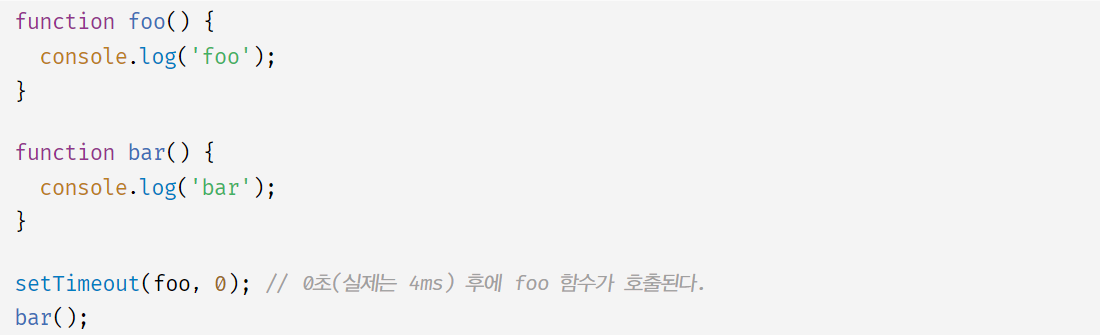 function foo() {
  console.log('foo');
}

function bar() {
  console.log('bar');
}

setTimeout(foo, 0); // 0초(실제는 4ms) 후에 foo 함수가 호출된다.
bar();